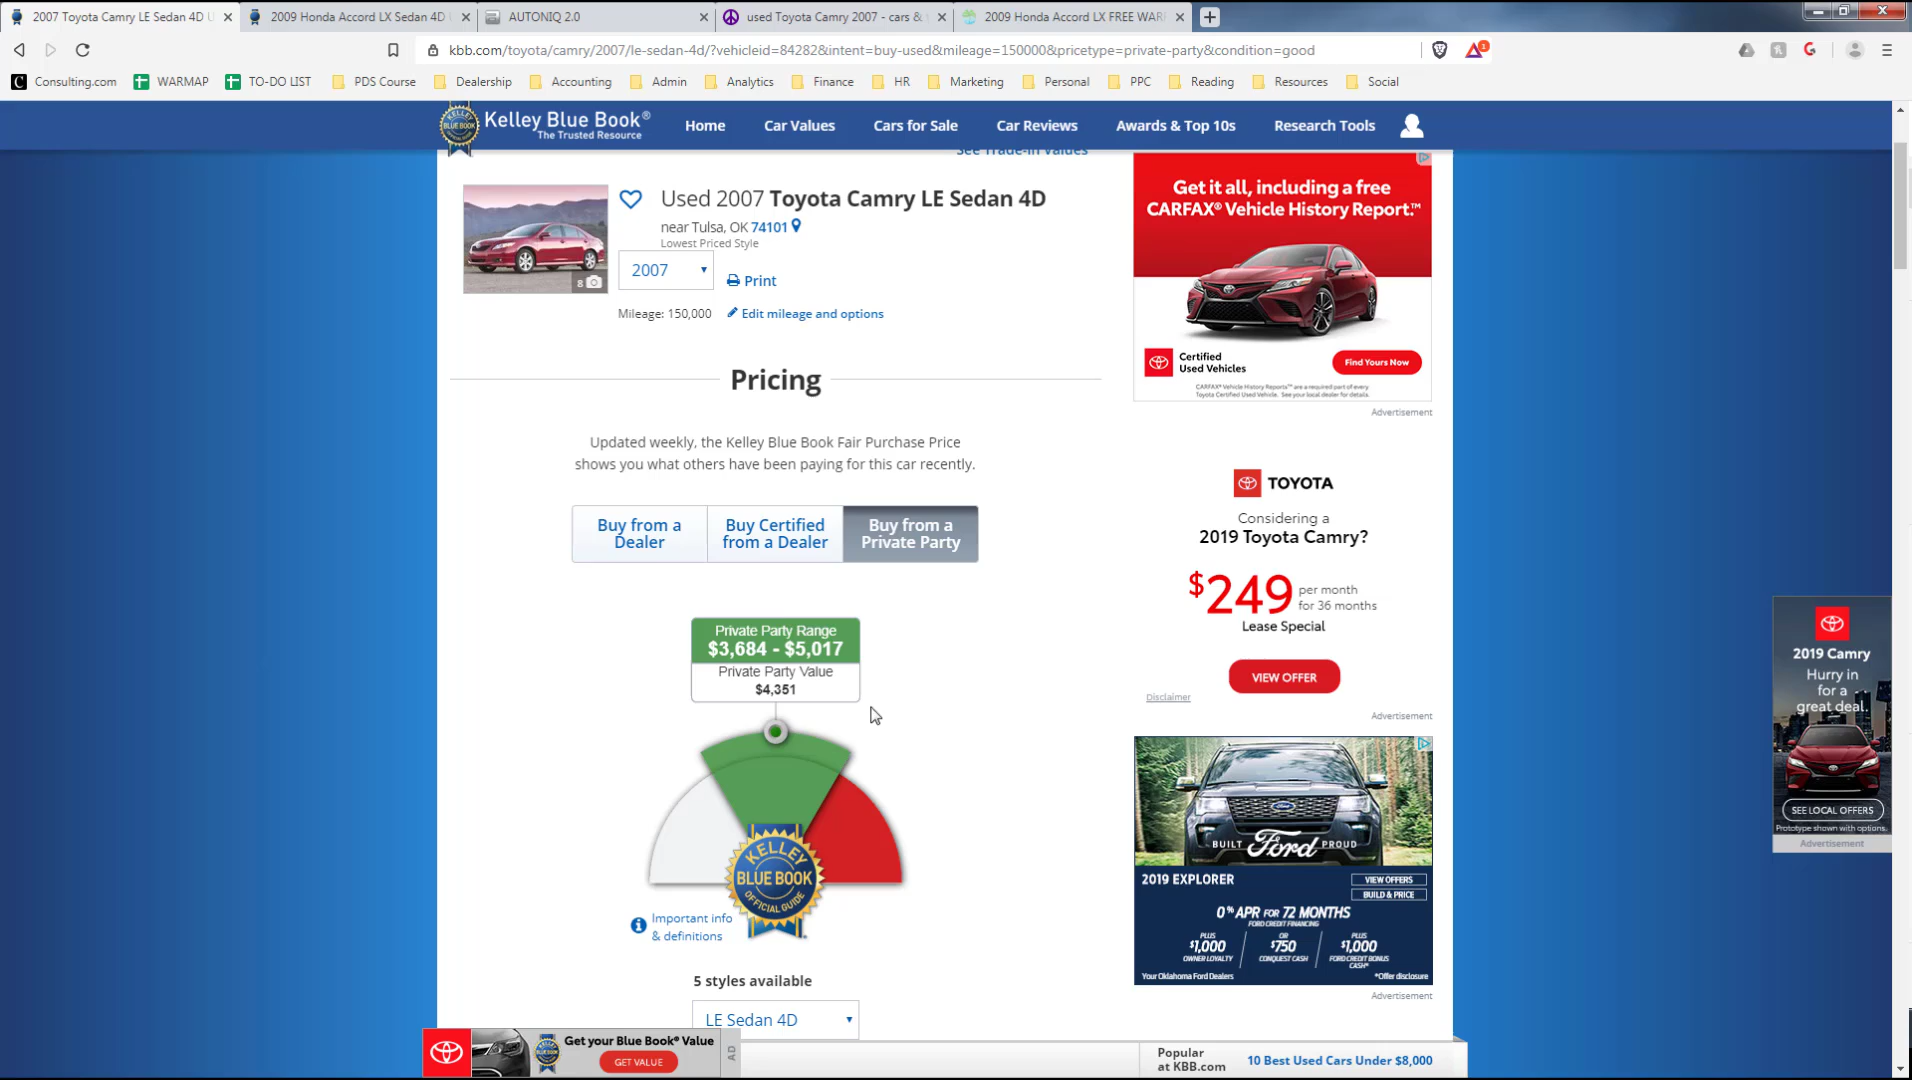 2007 Toyota Camry LE Sedan 4D U
2009 Honda Accord LX Sedan 4D
AUTONIQ 2.0
used Toyota Camry 2007 - cars & t
2009 Honda Accord LX FREE WARR
kbb.com/toyota/camry/2007/le-sedan-4d/?vehicleid=84282&intent=buy-used&mileage=150000&pricetype=private-party&condition=good
1
Consulting.com
WARMAP
TO-DO LIST
PDS Course
Dealership
Accounting
Admin
Analytics
Finance
HR
Marketing
Personal
PPC
Reading
Resources
Social
KELLEY BLUE BOOK
Kelley Blue Book®
The Trusted Resource
Home
Car Values
Cars for Sale
Car Reviews
Awards & Top 10s
Research Tools
See Trade-In Values
8
Used 2007 Toyota Camry LE Sedan 4D
near Tulsa, OK 74101
Lowest Priced Style
2007
Print
Mileage: 150,000
Edit mileage and options
Pricing
Updated weekly, the Kelley Blue Book Fair Purchase Price
shows you what others have been paying for this car recently.
Buy from a
Dealer
Buy Certified
from a Dealer
Buy from a
Private Party
Private Party Range
$3,684 - $5,017
Private Party Value
$4,351
KELLEY
BLUE BOOK
OFFICIAL GUIDE
Important info
& definitions
5 styles available
LE Sedan 4D
Get your Blue Book® Value
GET VALUE
AD
Get it all, including a free
CARFAX® Vehicle History Report.™
Certified
Used Vehicles
Find Yours Now
CARFAX® Vehicle History Reports™ are a required part of every
Toyota Certified Used Vehicle. See your local dealer for details.
Advertisement
TOYOTA
Considering a
2019 Toyota Camry?
$249 per month
for 36 months
Lease Special
VIEW OFFER
Disclaimer
Advertisement
BUILT Ford PROUD
2019 EXPLORER
VIEW OFFERS
BUILD & PRICE
0% APR FOR 72 MONTHS
FORD CREDIT FINANCING
PLUS
$1,000
OWNER LOYALTY
OR
$750
CONQUEST CASH
PLUS
$1,000
FORD CREDIT BONUS
CASH*
Your Oklahoma Ford Dealers
*Offer disclosure
Advertisement
2019 Camry
Hurry in
for a
great deal.
SEE LOCAL OFFERS
Prototype shown with options.
Advertisement
Popular
at KBB.com
10 Best Used Cars Under $8,000